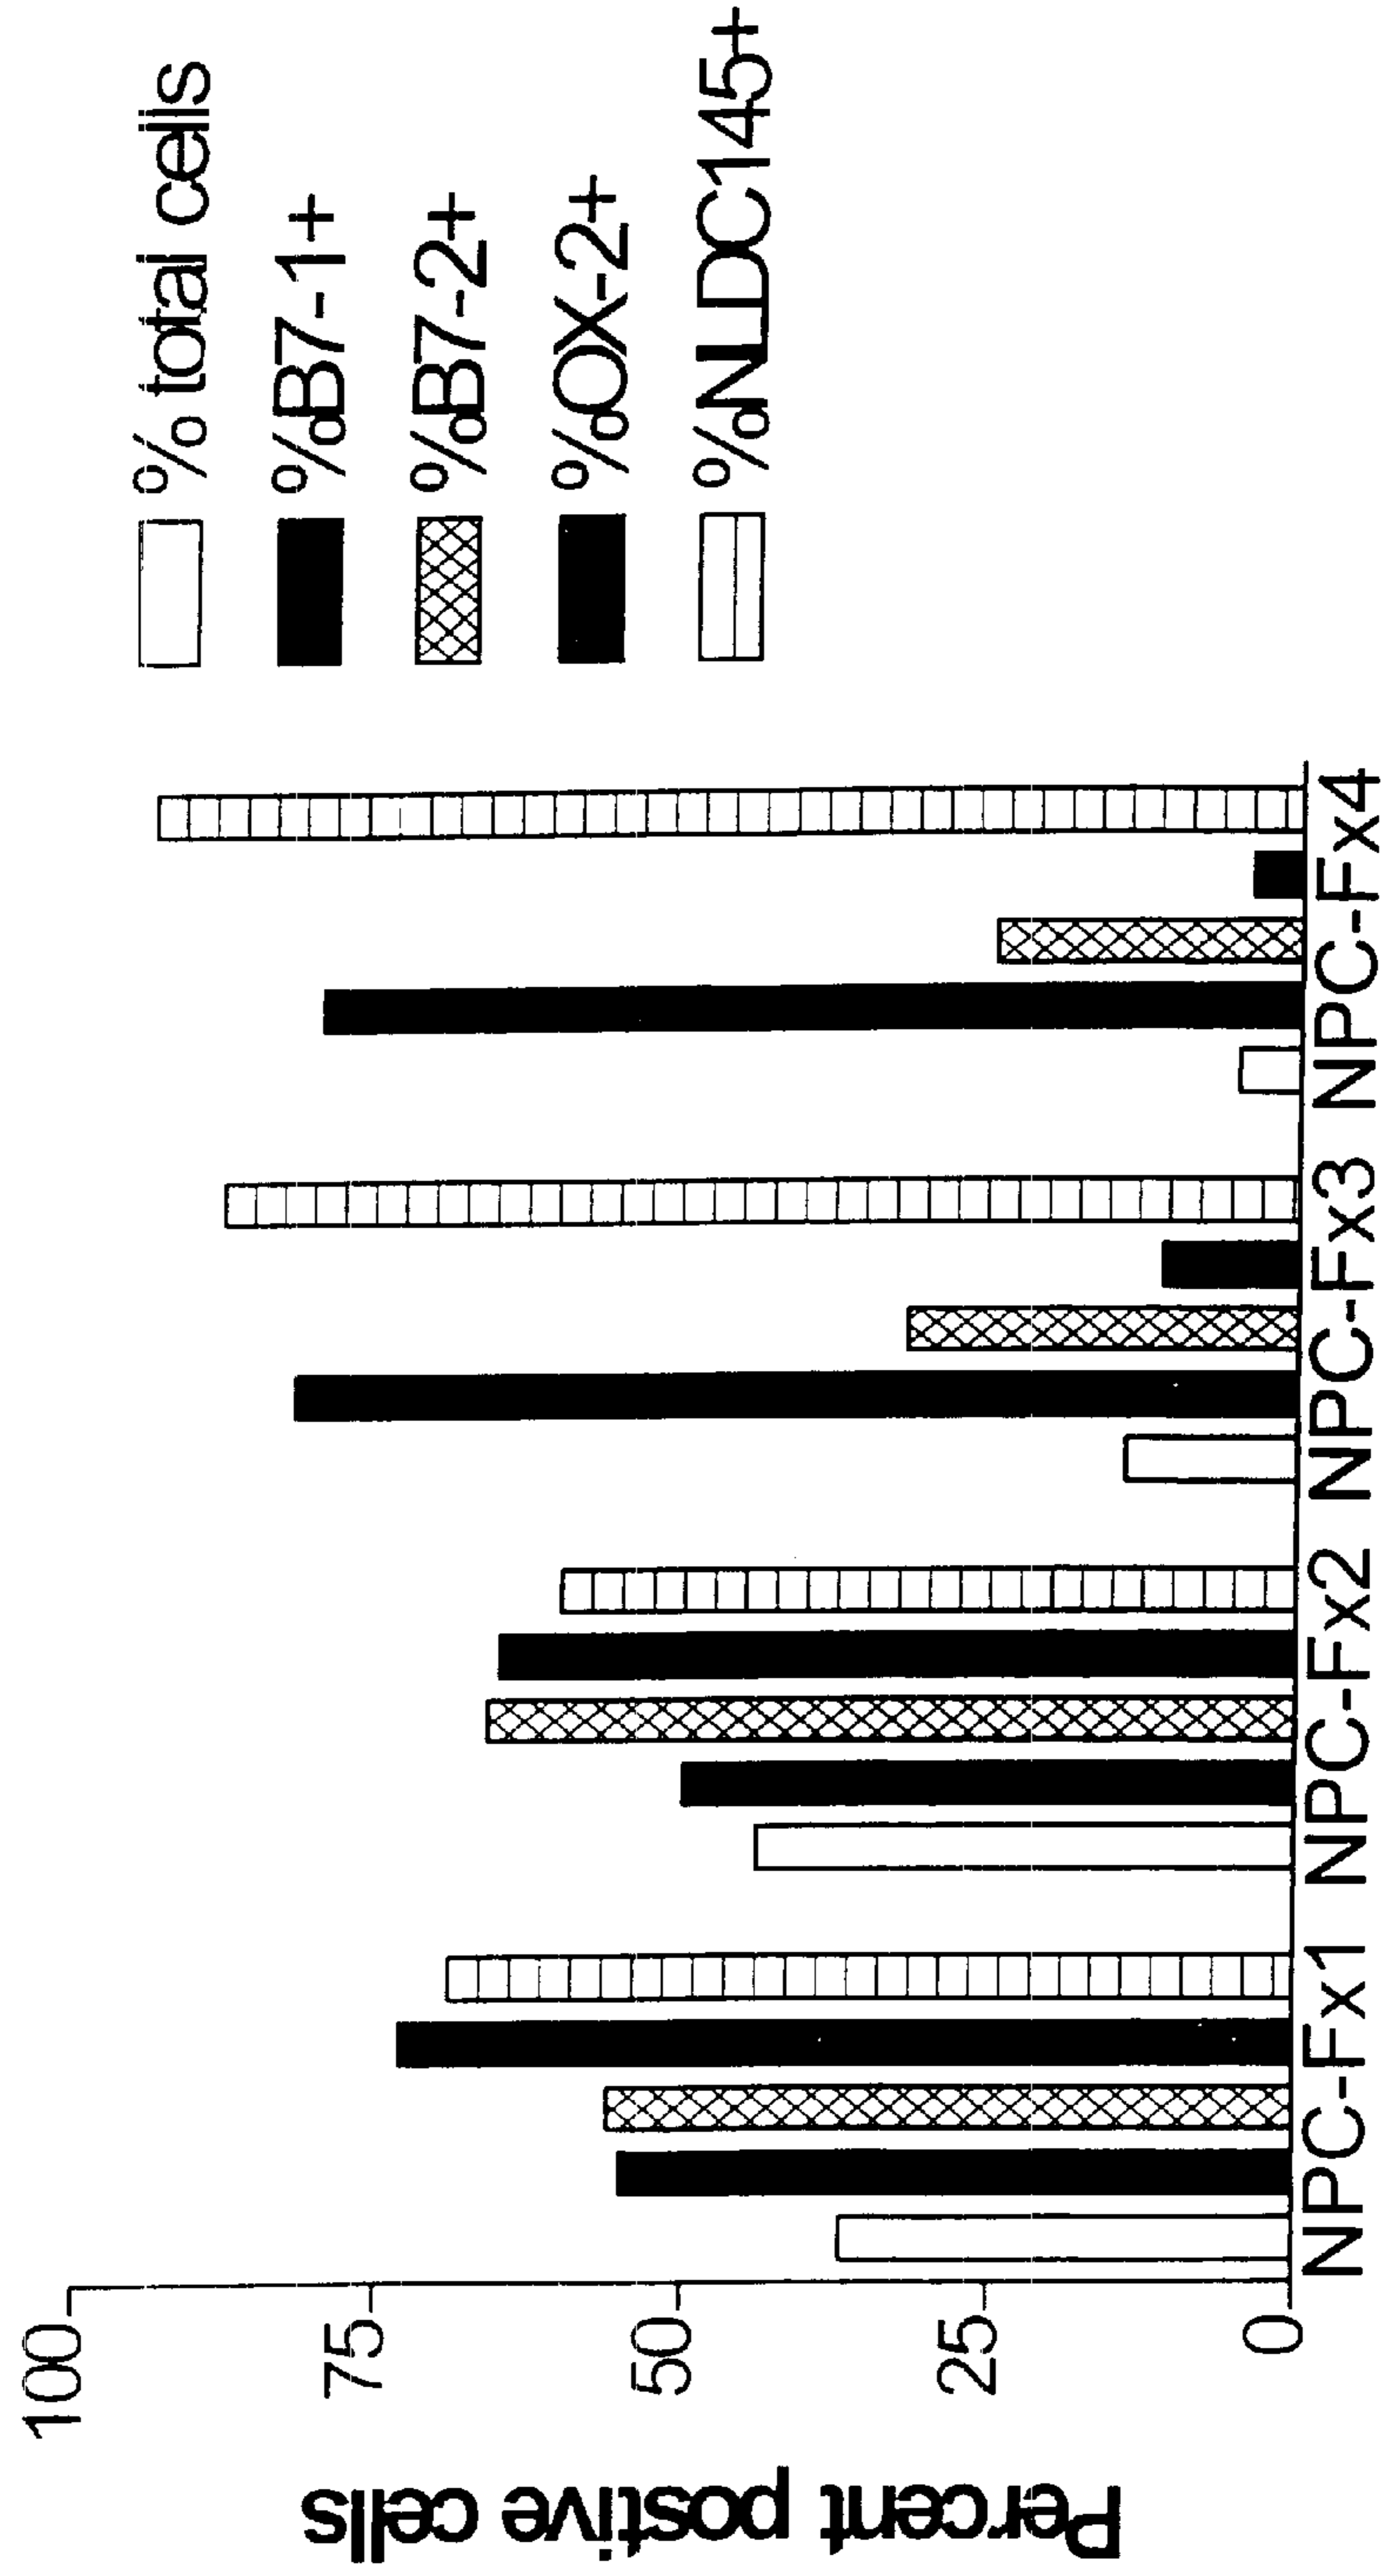 Percent positive cells
100
75
50
25
0
NPC-Fx1
NPC-Fx2
NPC-Fx3
NPC-Fx4
% total cells
%B7-1+
%B7-2+
%OX-2+
%NLDC145+